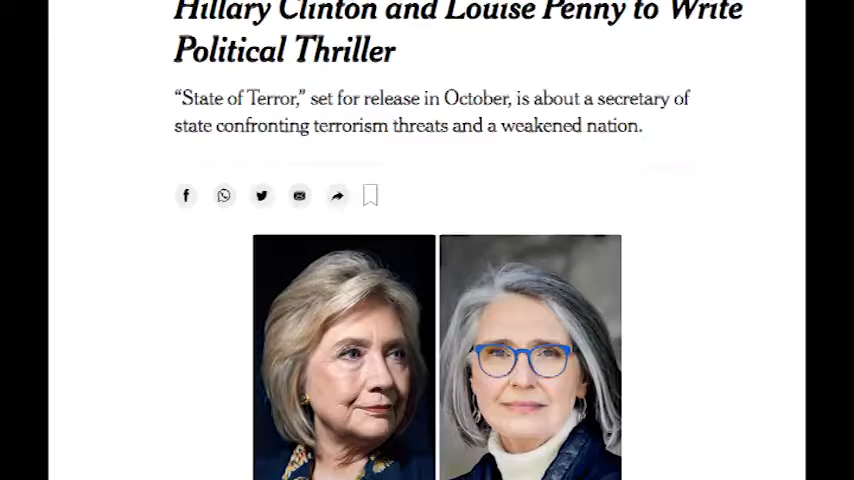 Hillary Clinton and Louise Penny to Write
Political Thriller
“State of Terror,” set for release in October, is about a secretary of
state confronting terrorism threats and a weakened nation.